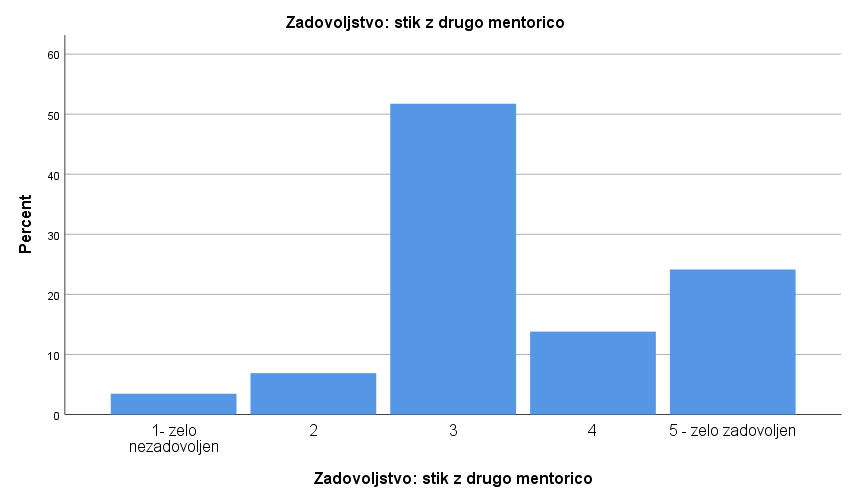 Zadovoljstvo: stik z drugo mentorico
Percent
60
50
40
30
20
10
0
1- zelo
nezadovoljen
2
3
4
5 - zelo zadovoljen
Zadovoljstvo: stik z drugo mentorico